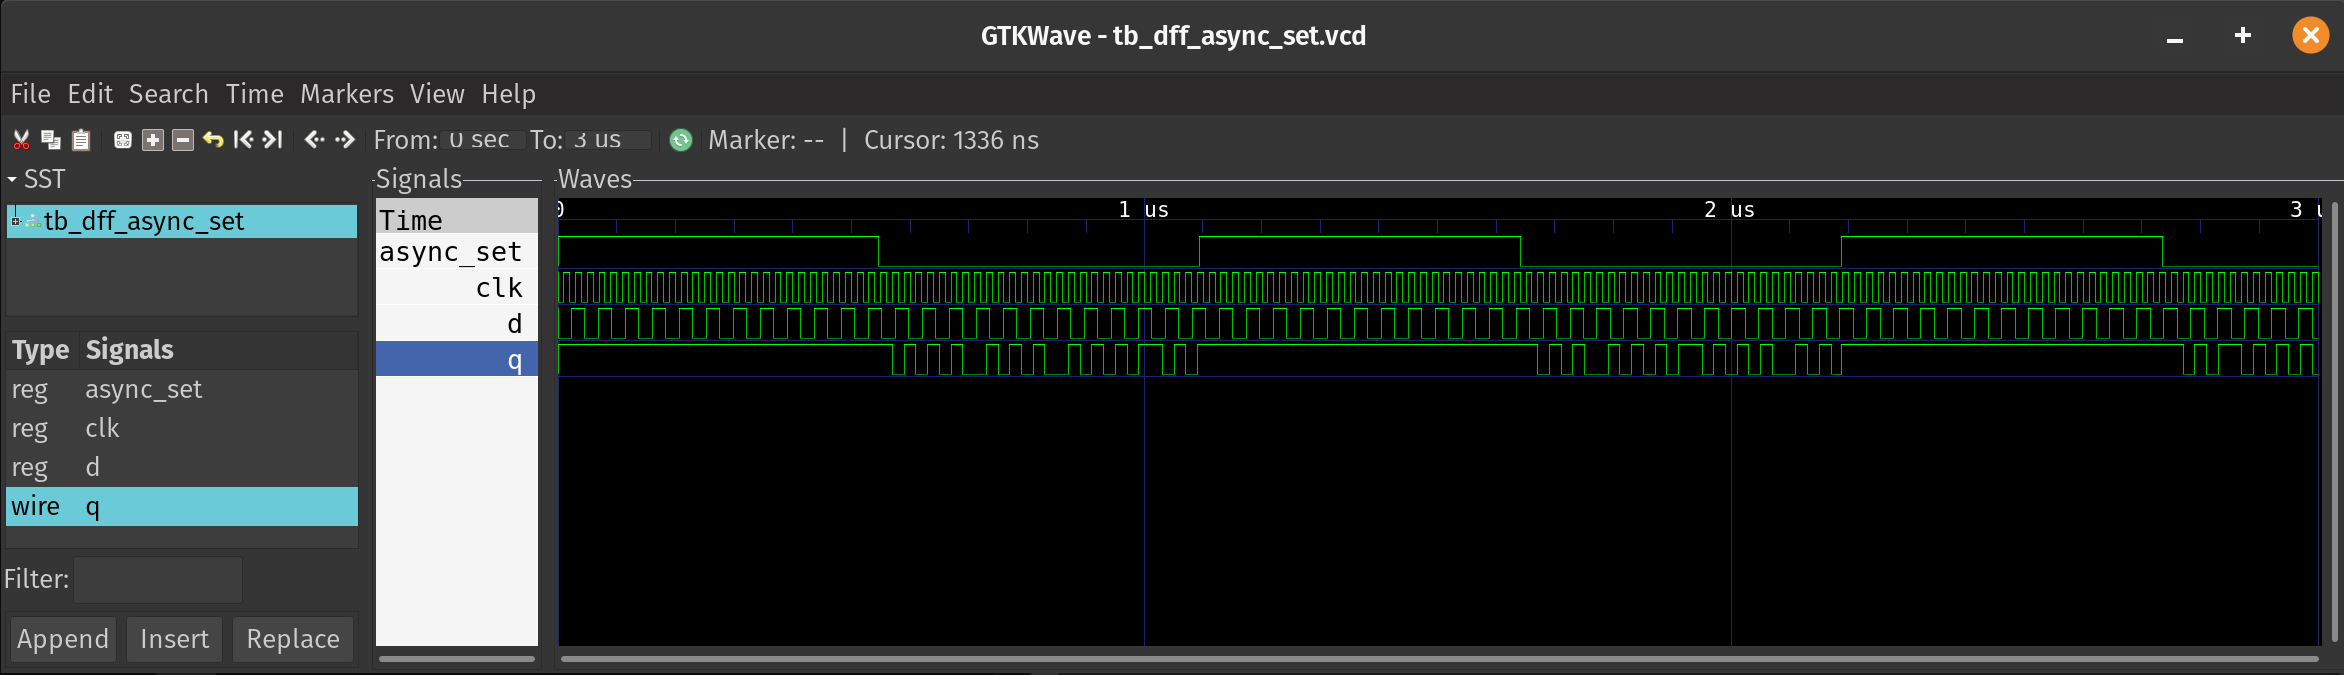 GTKWave - tb_dff_async_set.vcd
File Edit Search Time Markers View Help
From: 0 sec To: 3 us Marker: -- | Cursor: 1336 ns
SST
tb_dff_async_set
Type Signals
reg async_set
reg clk
reg d
wire q
Filter:
Append Insert Replace
Signals
Time
async_set
clk
d
q
Waves
0 1 us 2 us 3 u